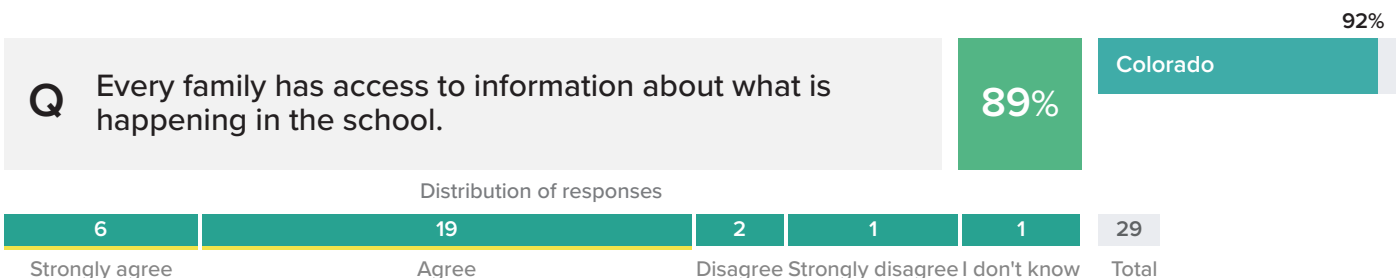 92%
Q
Every family has access to information about what is
happening in the school.
89%
Colorado
Distribution of responses
6 19 2 1 1 29
Strongly agree Agree Disagree Strongly disagree I don't know Total